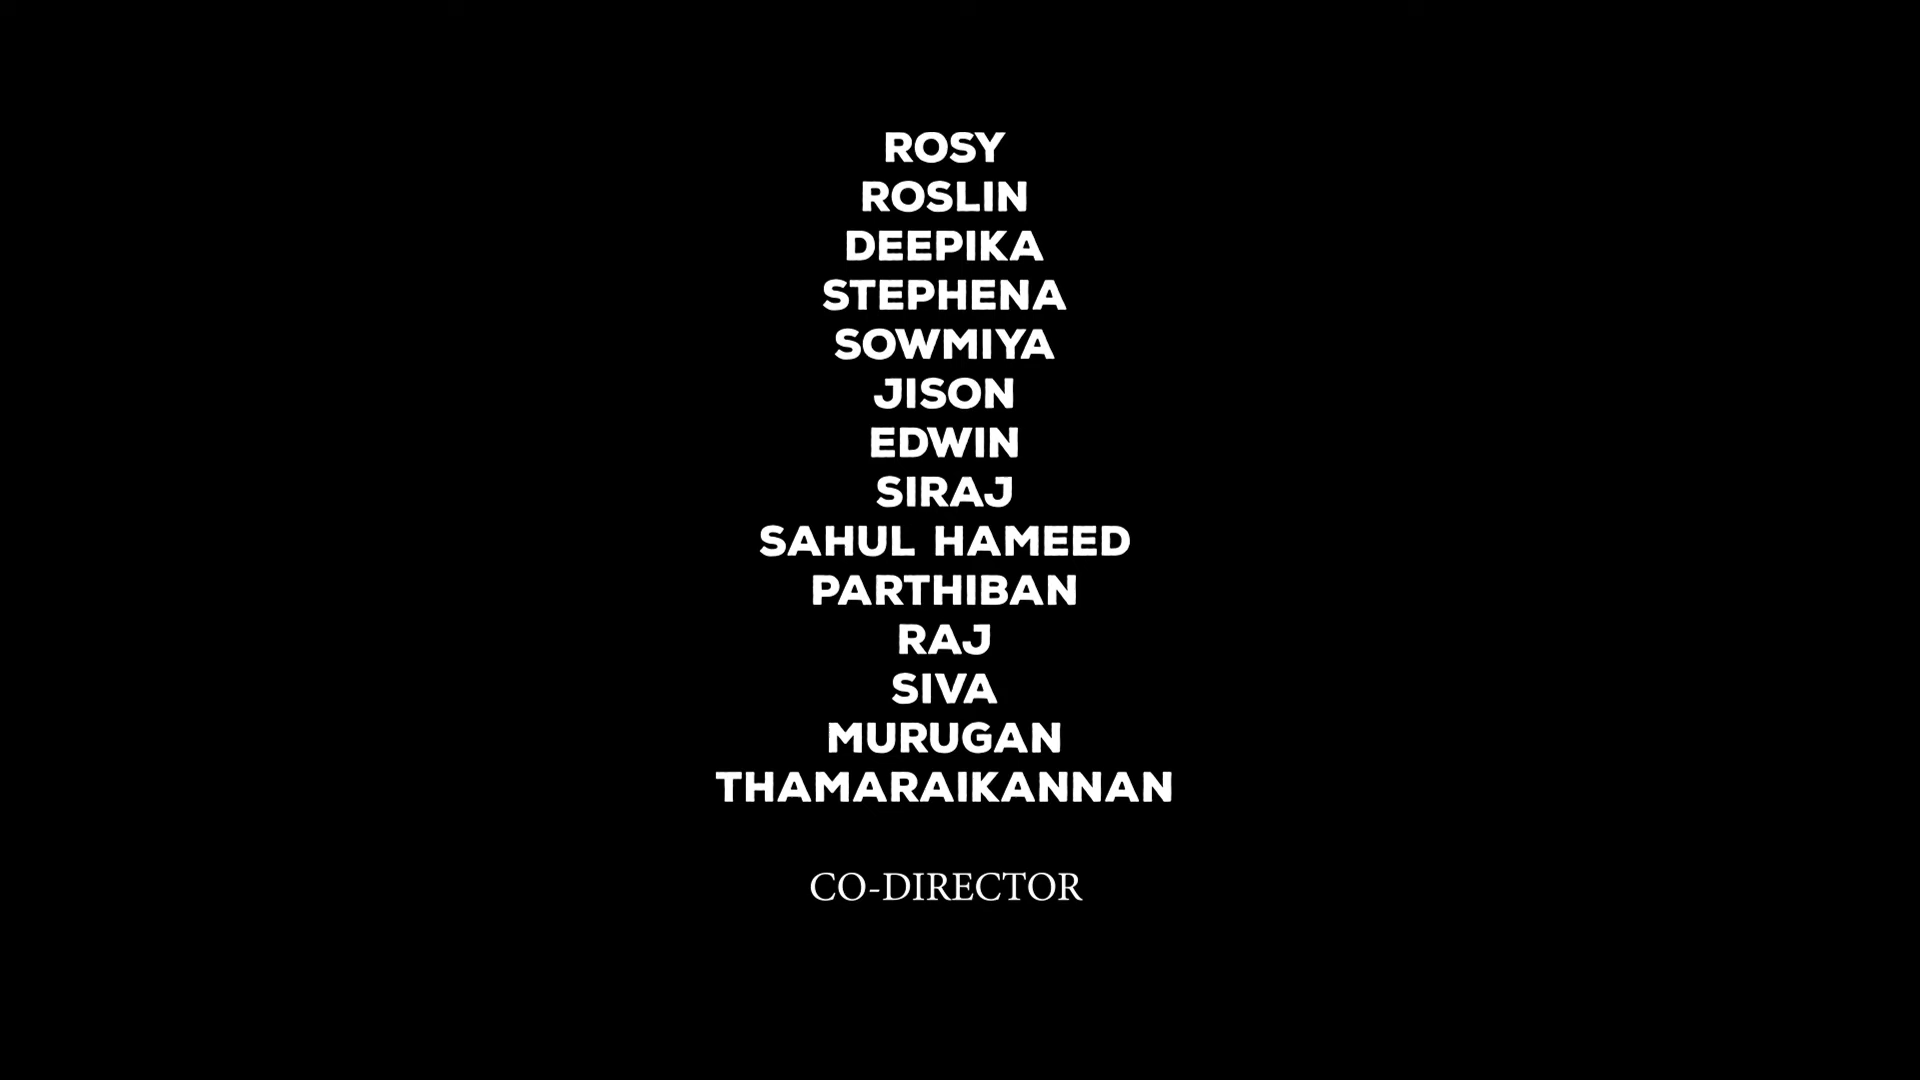 ROSY
ROSLIN
DEEPIKA
STEPHENA
SOWMIYA
JISON
EDWIN
SIRAJ
SAHUL HAMEED
PARTHIBAN
RAJ
SIVA
MURUGAN
THAMARAIKANNAN
CO-DIRECTOR